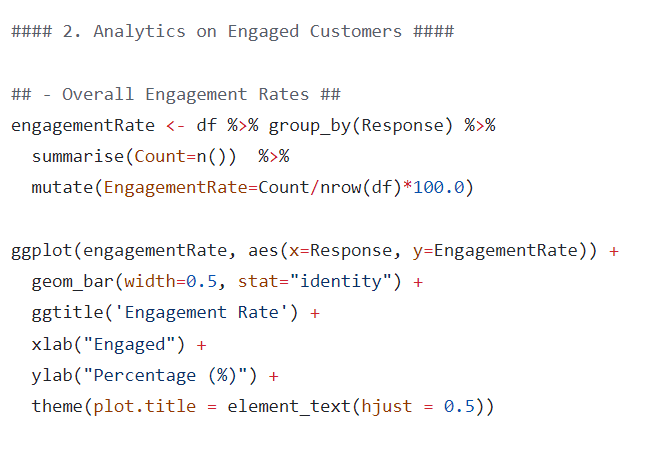 #### 2. Analytics on Engaged Customers ####
## - Overall Engagement Rates ##
engagementRate <- df %>% group_by(Response) %>%
  summarise(Count=n())  %>%
  mutate(EngagementRate=Count/nrow(df)*100.0)
ggplot(engagementRate, aes(x=Response, y=EngagementRate)) +
  geom_bar(width=0.5, stat="identity") +
  ggtitle('Engagement Rate') +
  xlab("Engaged") +
  ylab("Percentage (%)") +
  theme(plot.title = element_text(hjust = 0.5))